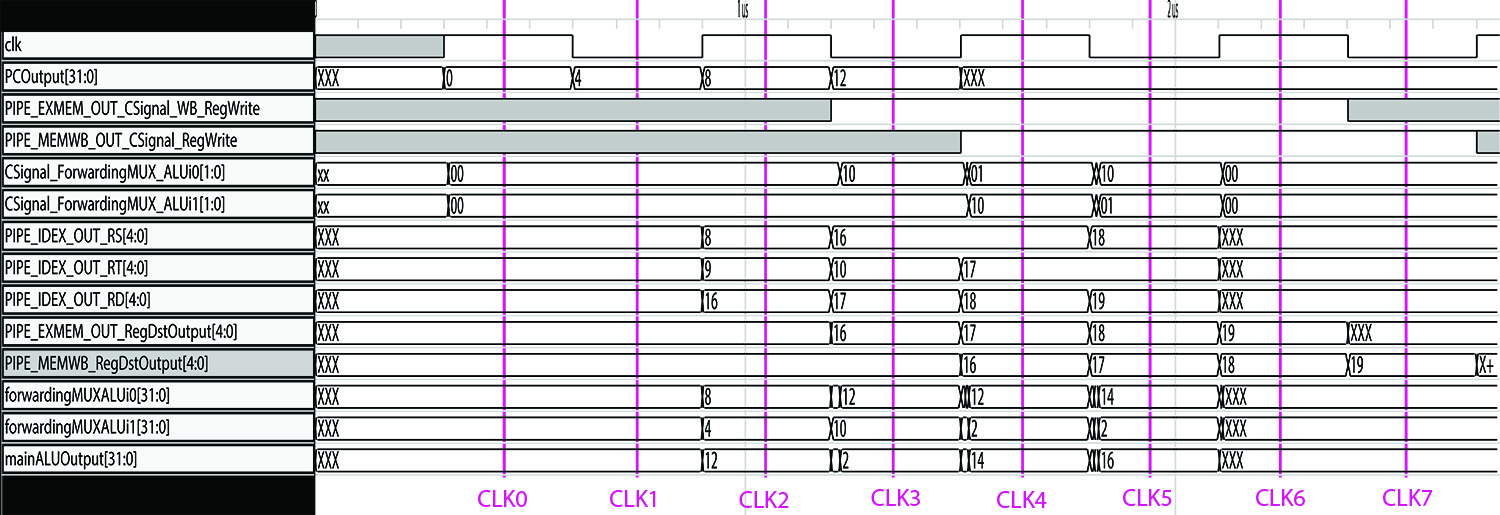 1 us 2 us
clk
PCOutput[31:0] XXX 0 4 8 12 XXX
PIPE_EXMEM_OUT_CSignal_WB_RegWrite
PIPE_MEMWB_OUT_CSignal_RegWrite
CSignal_ForwardingMUX_ALUi0[1:0] xx 00 10 01 10 00
CSignal_ForwardingMUX_ALUi1[1:0] xx 00 10 01 00
PIPE_IDEX_OUT_RS[4:0] XXX 8 16 18 XXX
PIPE_IDEX_OUT_RT[4:0] XXX 9 10 17 XXX
PIPE_IDEX_OUT_RD[4:0] XXX 16 17 18 19 XXX
PIPE_EXMEM_OUT_RegDstOutput[4:0] XXX 16 17 18 19 XXX
PIPE_MEMWB_RegDstOutput[4:0] XXX 16 17 18 19 X+
forwardingMUXALUi0[31:0] XXX 8 12 12 14 XXX
forwardingMUXALUi1[31:0] XXX 4 10 2 2 XXX
mainALUOutput[31:0] XXX 12 2 14 16 XXX
CLK0 CLK1 CLK2 CLK3 CLK4 CLK5 CLK6 CLK7